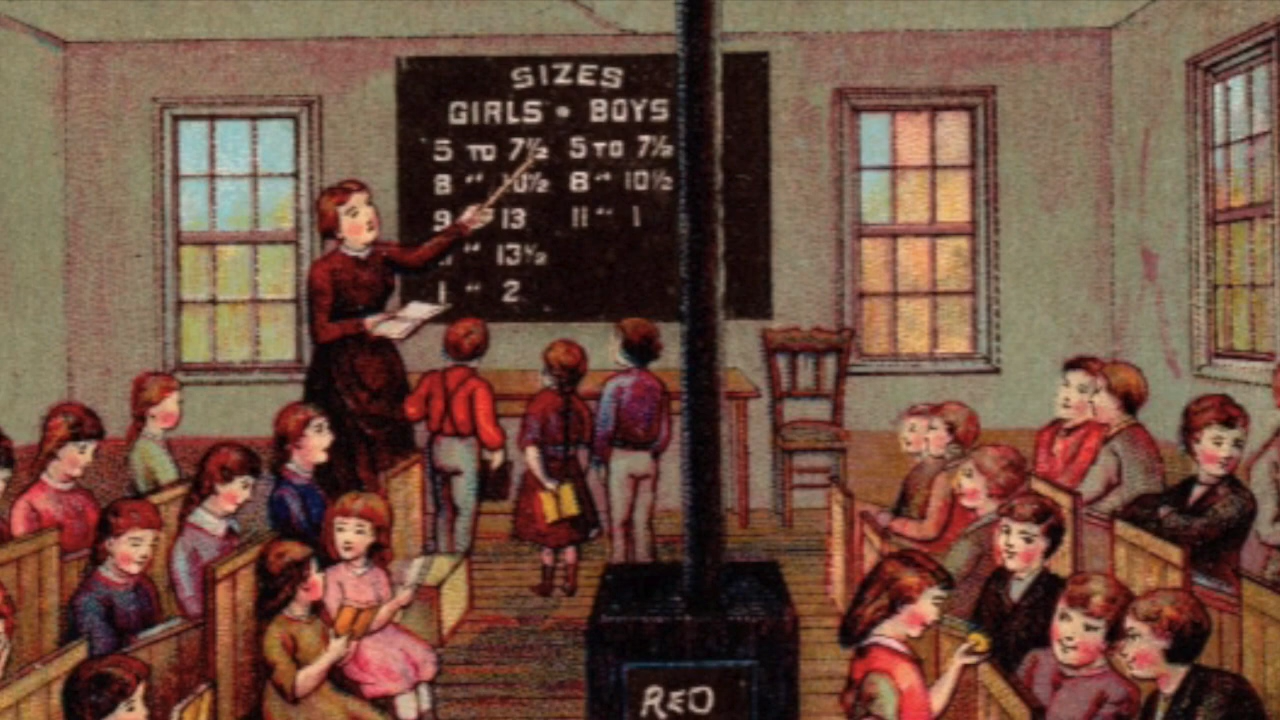 SIZES
GIRLS • BOYS
5 TO 7½ 5 TO 7½
8 " 10½ 8 " 10½
9 " 13 11 " 1
" 13½
1 " 2
RED